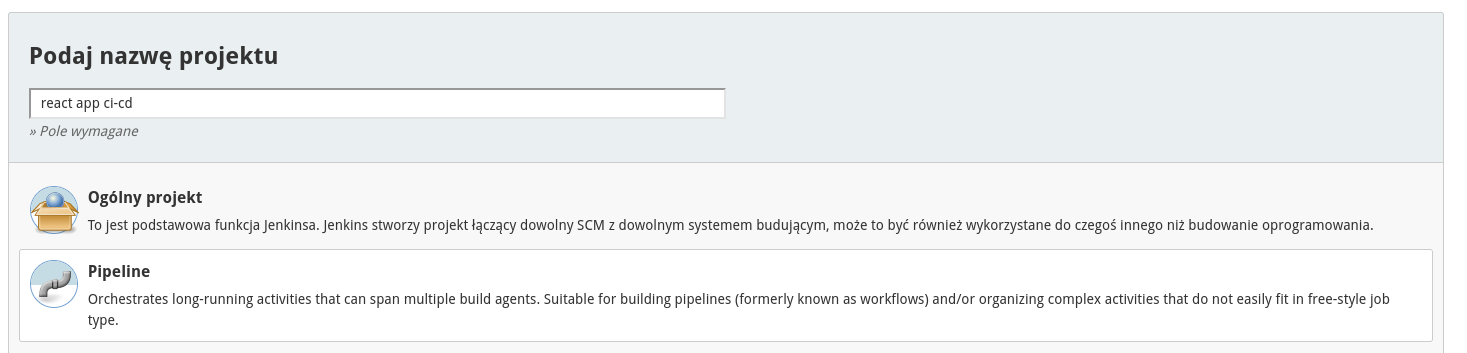 Podaj nazwę projektu
react app ci-cd
» Pole wymagane
Ogólny projekt
To jest podstawowa funkcja Jenkinsa. Jenkins stworzy projekt łączący dowolny SCM z dowolnym systemem budującym, może to być również wykorzystane do czegoś innego niż budowanie oprogramowania.
Pipeline
Orchestrates long-running activities that can span multiple build agents. Suitable for building pipelines (formerly known as workflows) and/or organizing complex activities that do not easily fit in free-style job
type.